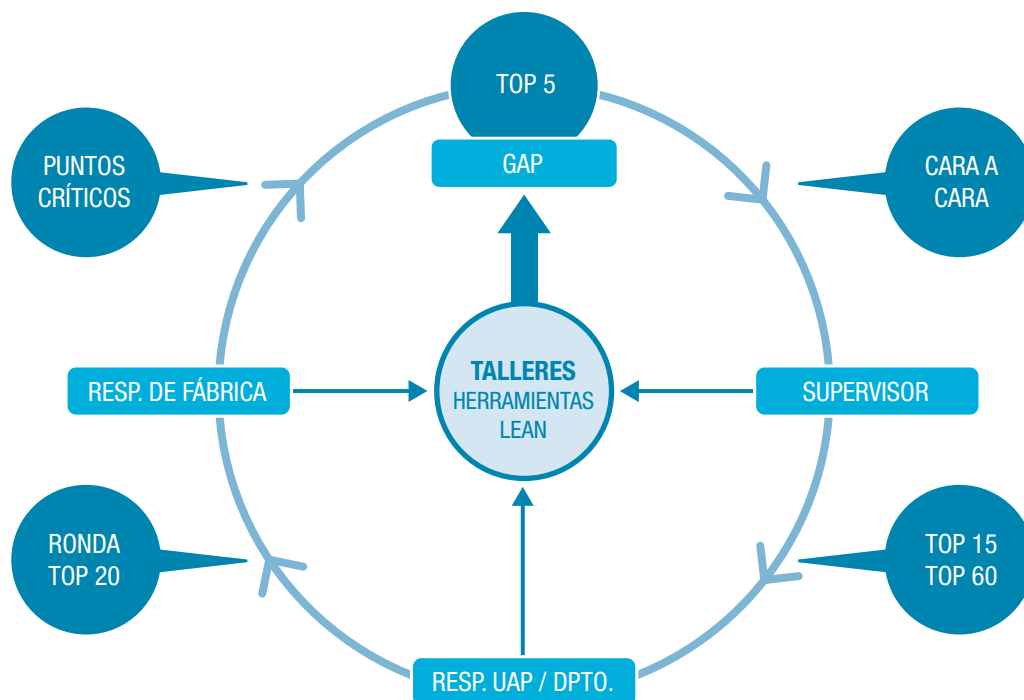 TOP 5
GAP
PUNTOS
CRÍTICOS
CARA A
CARA
TALLERES
HERRAMIENTAS
LEAN
RESP. DE FÁBRICA
SUPERVISOR
RONDA
TOP 20
TOP 15
TOP 60
RESP. UAP / DPTO.